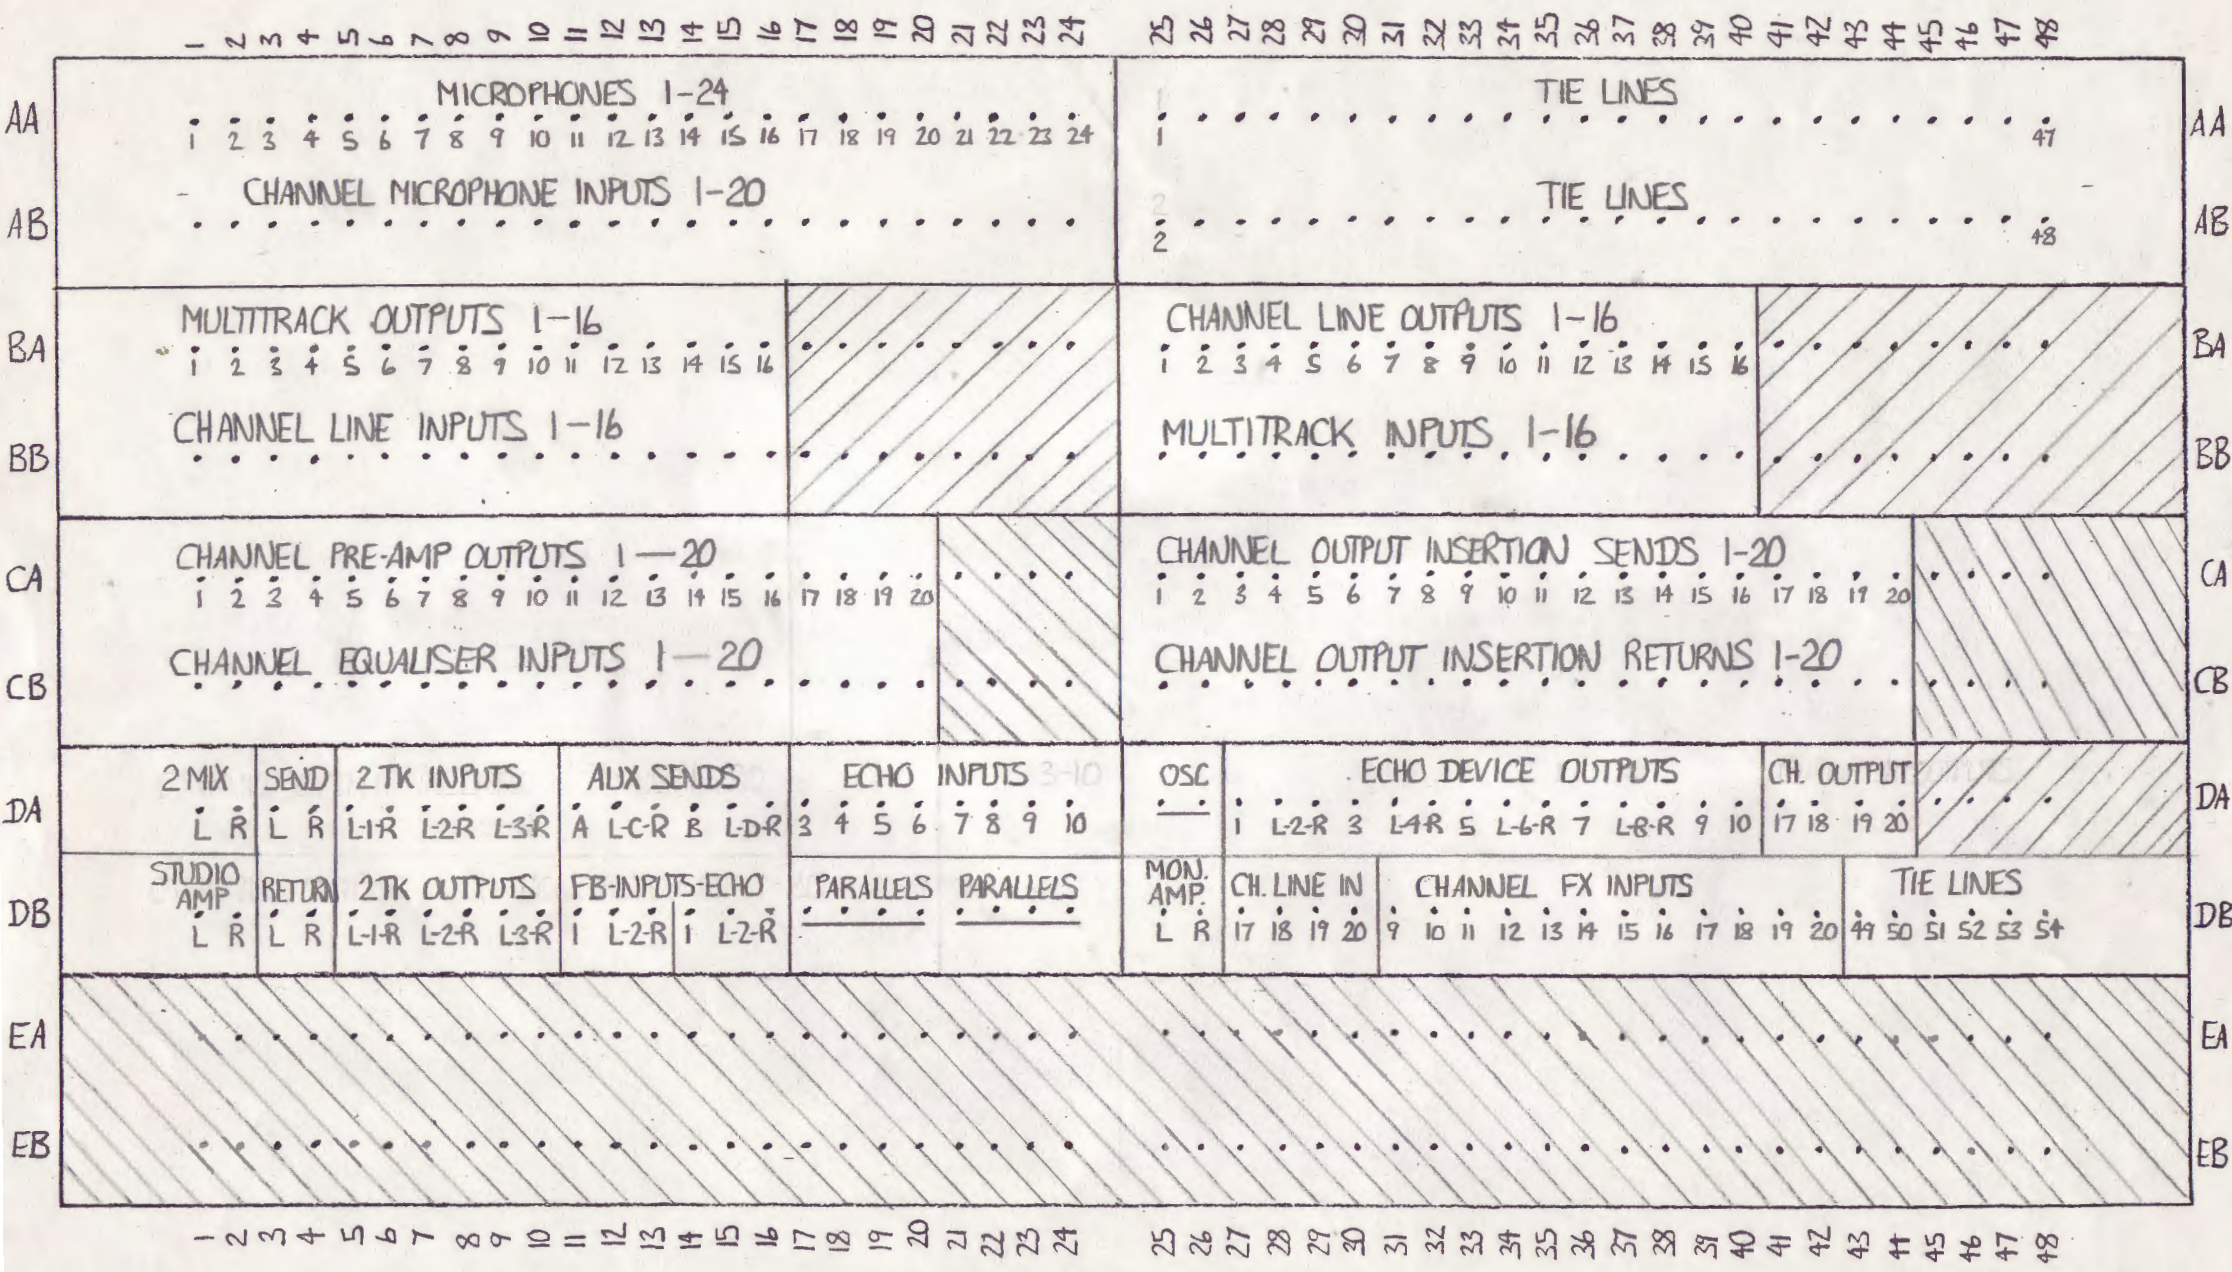 1 2 3 4 5 6 7 8 9 10 11 12 13 14 15 16 17 18 19 20 21 22 23 24 25 26 27 28 29 30 31 32 33 34 35 36 37 38 39 40 41 42 43 44 45 46 47 48
MICROPHONES 1-24 TIE LINES
AA AA
1 2 3 4 5 6 7 8 9 10 11 12 13 14 15 16 17 18 19 20 21 22 23 24 1 47
CHANNEL MICROPHONE INPUTS 1-20 TIE LINES
AB AB
2 48
MULTITRACK OUTPUTS 1-16 CHANNEL LINE OUTPUTS 1-16
BA BA
1 2 3 4 5 6 7 8 9 10 11 12 13 14 15 16 1 2 3 4 5 6 7 8 9 10 11 12 13 14 15 16
CHANNEL LINE INPUTS 1-16 MULTITRACK INPUTS 1-16
BB BB
CHANNEL PRE-AMP OUTPUTS 1—20 CHANNEL OUTPUT INSERTION SENDS 1-20
CA CA
1 2 3 4 5 6 7 8 9 10 11 12 13 14 15 16 17 18 19 20 1 2 3 4 5 6 7 8 9 10 11 12 13 14 15 16 17 18 19 20
CHANNEL EQUALISER INPUTS 1—20 CHANNEL OUTPUT INSERTION RETURNS 1-20
CB CB
2 MIX SEND 2 TK INPUTS AUX SENDS ECHO INPUTS 3-10 OSC ECHO DEVICE OUTPUTS CH. OUTPUT
DA DA
L R L R L-1-R L-2-R L-3-R A L-C-R B L-D-R 3 4 5 6 7 8 9 10 1 L-2-R 3 L-4-R 5 L-6-R 7 L-8-R 9 10 17 18 19 20
STUDIO AMP. RETURN 2TK OUTPUTS FB-INPUTS-ECHO PARALLELS PARALLELS MON. AMP. CH. LINE IN CHANNEL FX INPUTS TIE LINES
DB DB
L R L R L-1-R L-2-R L-3-R 1 L-2-R 1 L-2-R L R 17 18 19 20 9 10 11 12 13 14 15 16 17 18 19 20 49 50 51 52 53 54
EA EA
EB EB
1 2 3 4 5 6 7 8 9 10 11 12 13 14 15 16 17 18 19 20 21 22 23 24 25 26 27 28 29 30 31 32 33 34 35 36 37 38 39 40 41 42 43 44 45 46 47 48